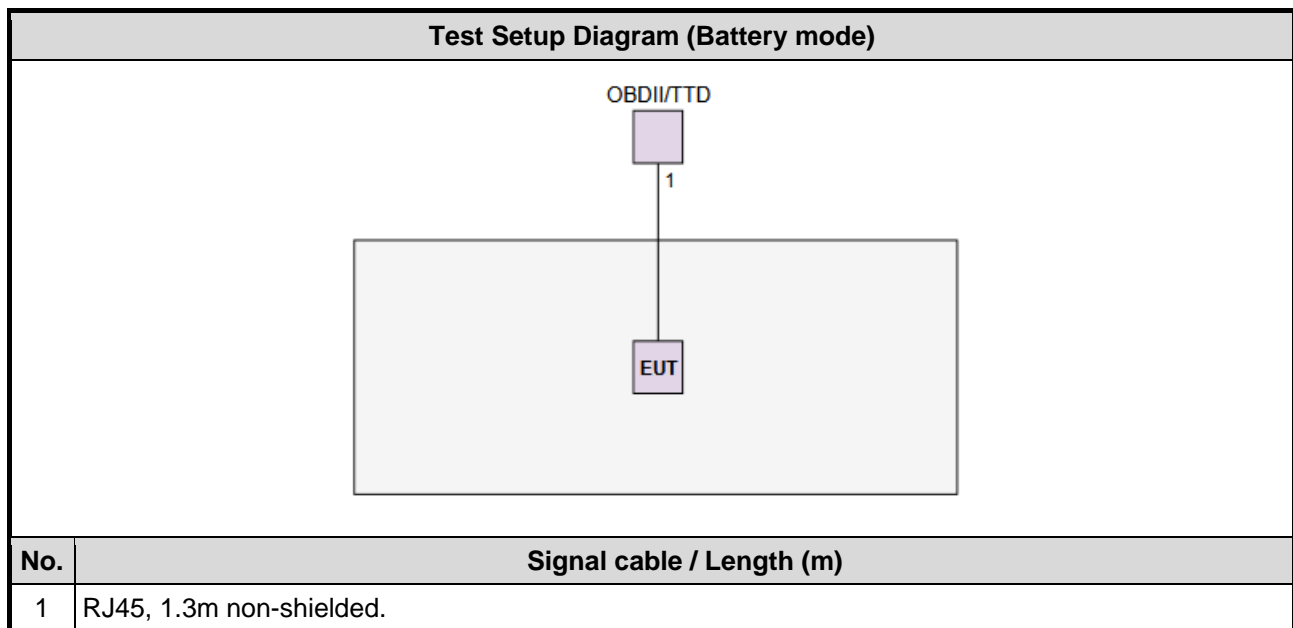 Test Setup Diagram (Battery mode)
OBDII/TTD
1
EUT
No. Signal cable / Length (m)
1 RJ45, 1.3m non-shielded.